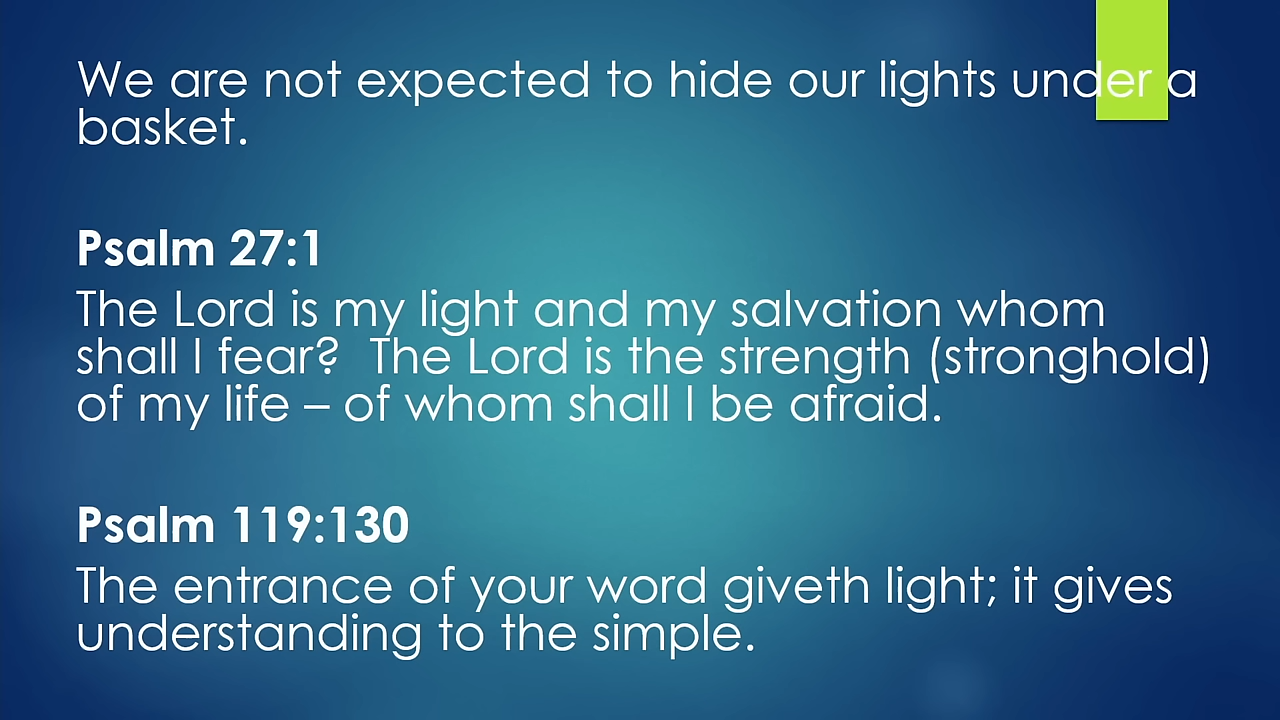 We are not expected to hide our lights under a
basket.
Psalm 27:1
The Lord is my light and my salvation whom
shall I fear?  The Lord is the strength (stronghold)
of my life – of whom shall I be afraid.
Psalm 119:130
The entrance of your word giveth light; it gives
understanding to the simple.